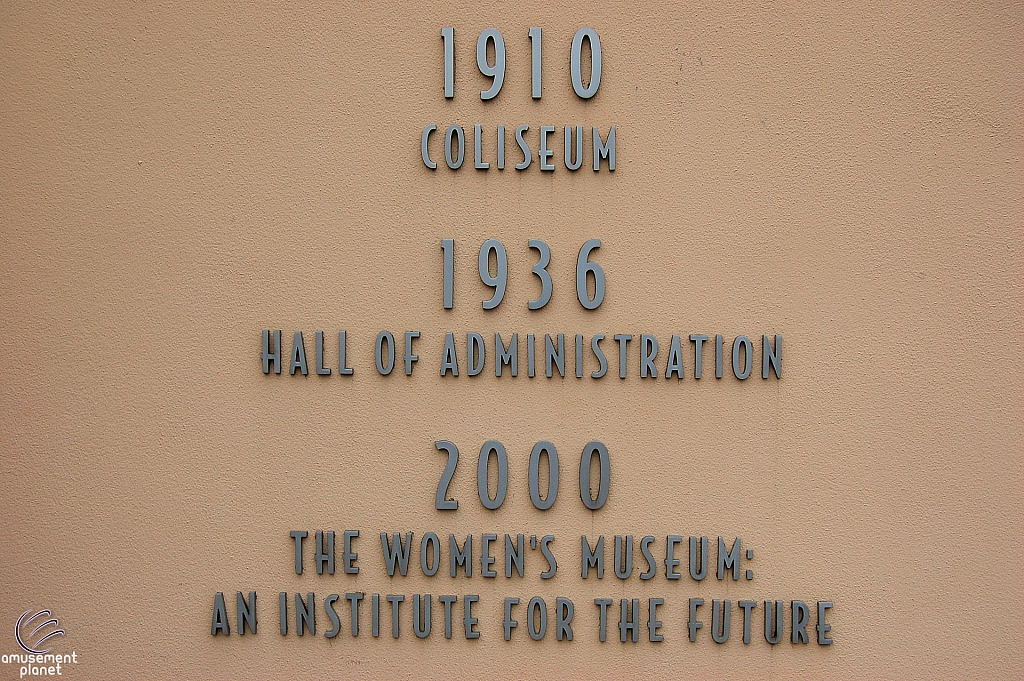 1910
COLISEUM
1936
HALL OF ADMINISTRATION
2000
THE WOMEN'S MUSEUM:
AN INSTITUTE FOR THE FUTURE
amusement
planet